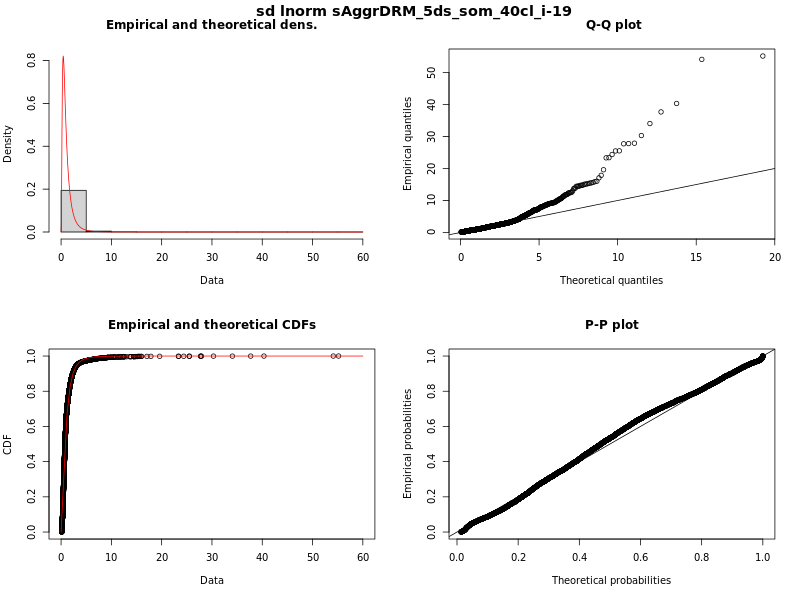 sd lnorm sAggrDRM_5ds_som_40cl_i-19
Empirical and theoretical dens.
Density
0.0 0.2 0.4 0.6 0.8
0 10 20 30 40 50 60
Data
Q-Q plot
Empirical quantiles
0 10 20 30 40 50
0 5 10 15 20
Theoretical quantiles
Empirical and theoretical CDFs
CDF
0.0 0.2 0.4 0.6 0.8 1.0
0 10 20 30 40 50 60
Data
P-P plot
Empirical probabilities
0.0 0.2 0.4 0.6 0.8 1.0
0.0 0.2 0.4 0.6 0.8 1.0
Theoretical probabilities